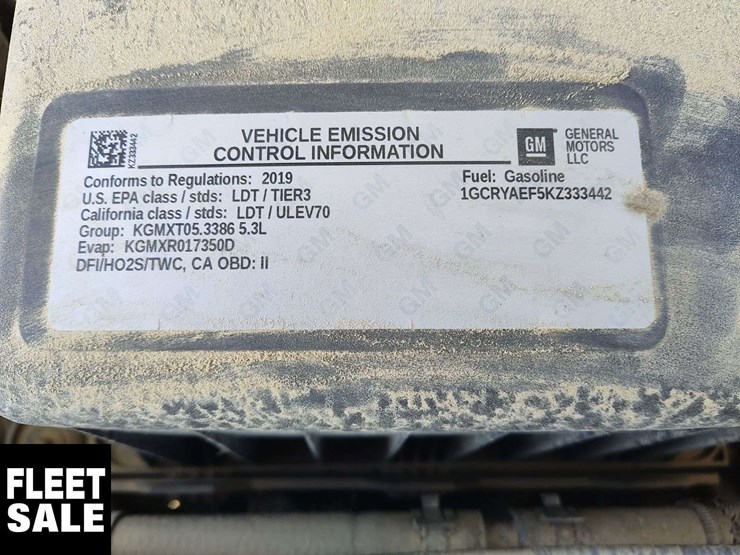 VEHICLE EMISSION
CONTROL INFORMATION
KZ333442
GM
GENERAL
MOTORS
LLC
Conforms to Regulations: 2019
U.S. EPA class / stds: LDT / TIER3
California class / stds: LDT / ULEV70
Group: KGMXT05.3386 5.3L
Evap: KGMXR017350D
DFI/HO2S/TWC, CA OBD: II
Fuel: Gasoline
1GCRYAEF5KZ333442
FLEET
SALE